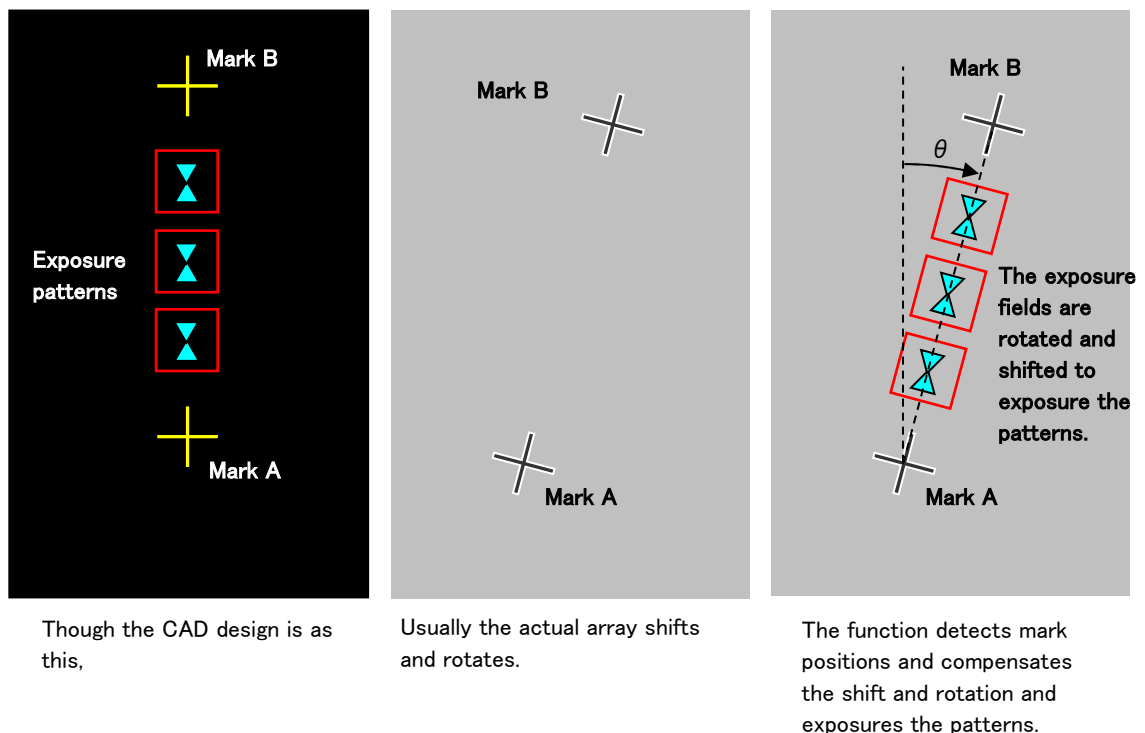 Mark B
Exposure
patterns
Mark A
Though the CAD design is as
this,
Mark B
Mark A
Usually the actual array shifts
and rotates.
Mark B
θ
The exposure
fields are
rotated and
shifted to
exposure the
patterns.
Mark A
The function detects mark
positions and compensates
the shift and rotation and
exposures the patterns.